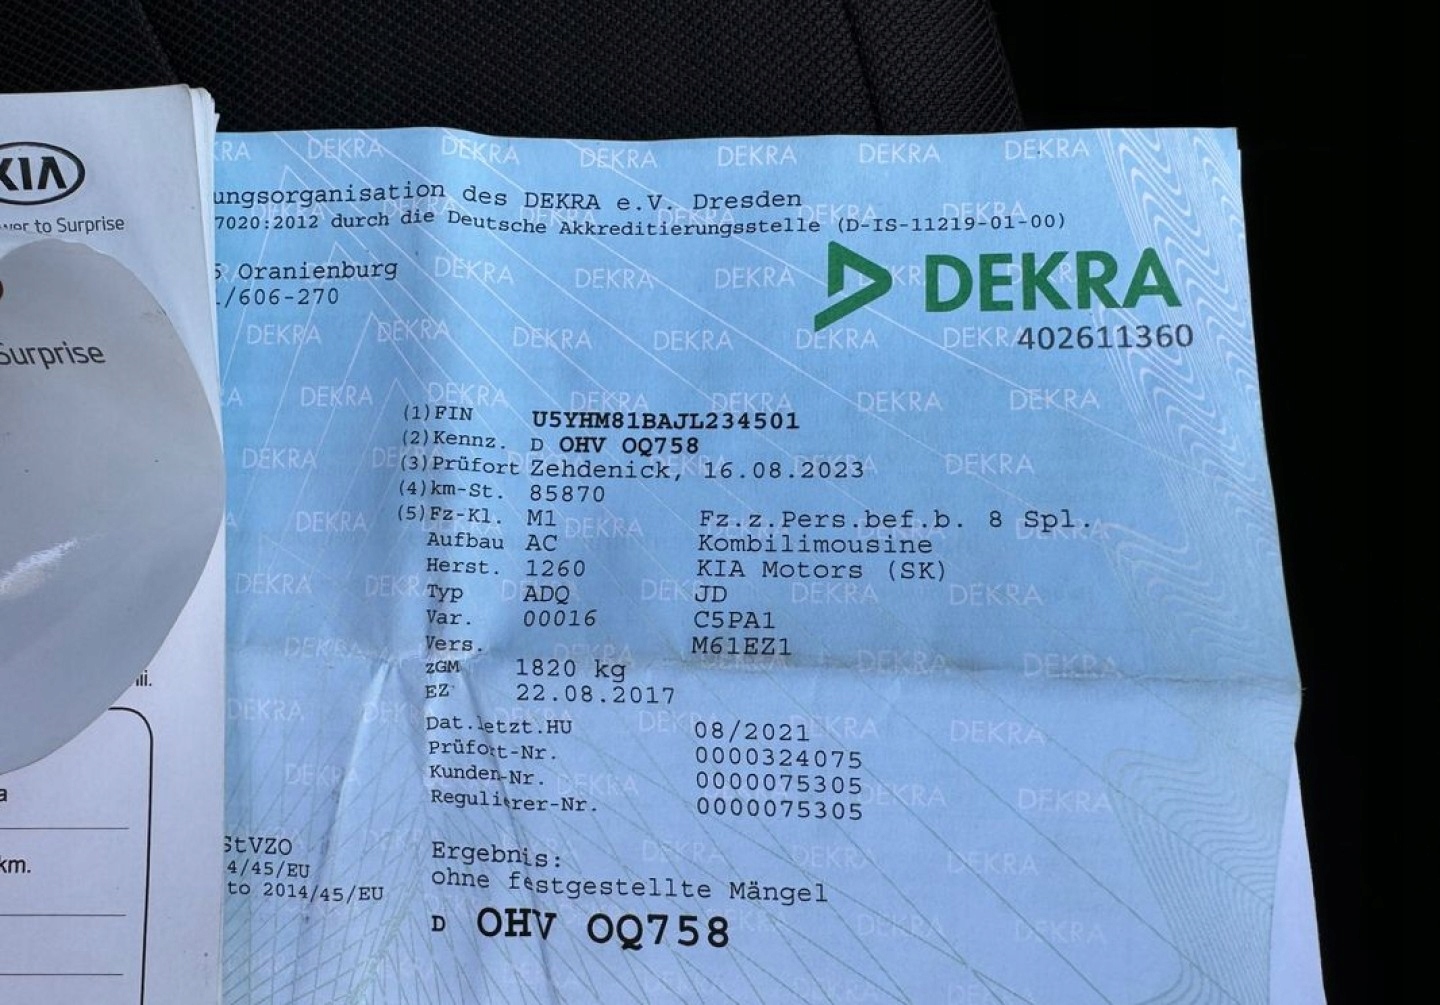 KIA
to Surprise
Surprise
km.
ungsorganisation des DEKRA e.V. Dresden
7020:2012 durch die Deutsche Akkreditierungsstelle (D-IS-11219-01-00)
Oranienburg
/606-270
DEKRA
402611360
(1) FIN U5YHM81BAJL234501
(2) Kennz. D OHV OQ758
(3) Prüfort Zehdenick, 16.08.2023
(4) km-St. 85870
(5) Fz-Kl. M1 Fz.z.Pers.bef.b. 8 Spl.
Aufbau AC Kombilimousine
Herst. 1260 KIA Motors (SK)
Typ ADQ JD
Var. 00016 C5PA1
Vers. M61EZ1
zGM 1820 kg
EZ 22.08.2017
Dat.letzt.HU 08/2021
Prüfort-Nr. 0000324075
Kunden-Nr. 0000075305
Regulierer-Nr. 0000075305
StVZO
4/45/EU
to 2014/45/EU
Ergebnis:
ohne festgestellte Mängel
D OHV OQ758